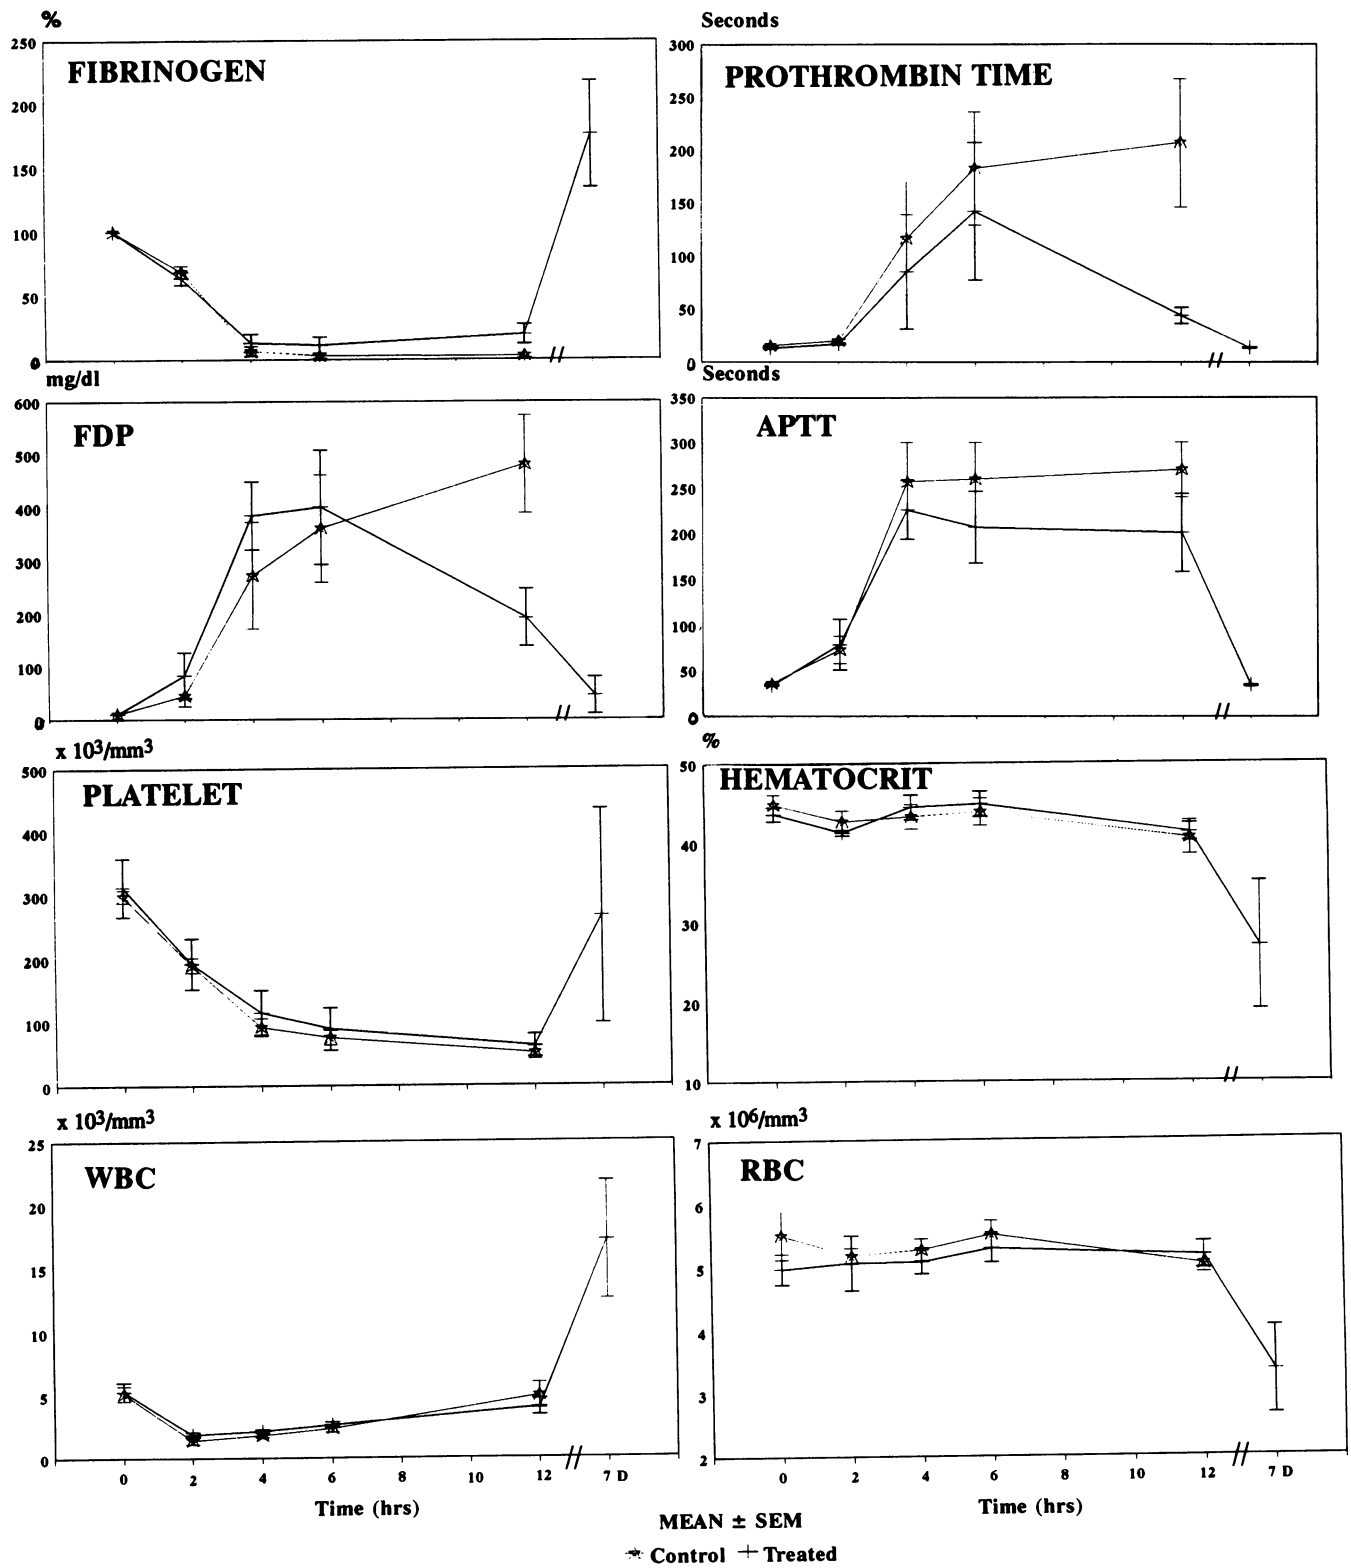 %
250
FIBRINOGEN
200
150
100
50
0
Seconds
300
PROTHROMBIN TIME
250
200
150
100
50
0
mg/dl
600
FDP
500
400
300
200
100
0
Seconds
350
APTT
300
250
200
150
100
50
0
x 10³/mm³
500
PLATELET
400
300
200
100
0
%
50
HEMATOCRIT
40
30
20
10
x 10³/mm³
25
WBC
20
15
10
5
0
0 2 4 6 8 10 12 7 D
Time (hrs)
x 10⁶/mm³
7
RBC
6
5
4
3
2
0 2 4 6 8 10 12 7 D
Time (hrs)
MEAN ± SEM
Control Treated